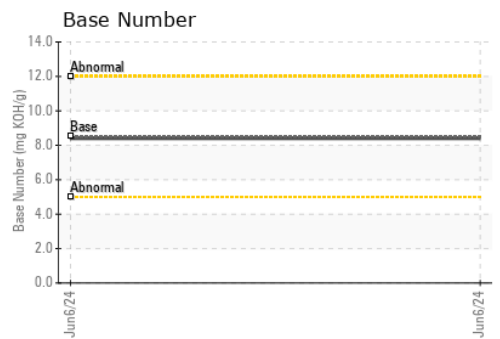 Base Number
Base Number (mg KOH/g)
14.0
12.0
10.0
8.0
6.0
4.0
2.0
0.0
Abnormal
Base
Abnormal
Jun6/24
Jun6/24